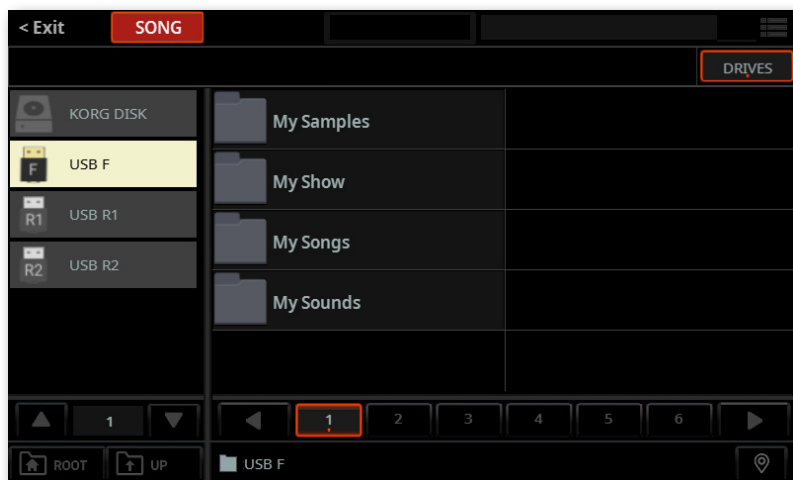 < Exit SONG
DRIVES
KORG DISK
F USB F
R1 USB R1
R2 USB R2
My Samples
My Show
My Songs
My Sounds
1
1 2 3 4 5 6
ROOT UP
USB F